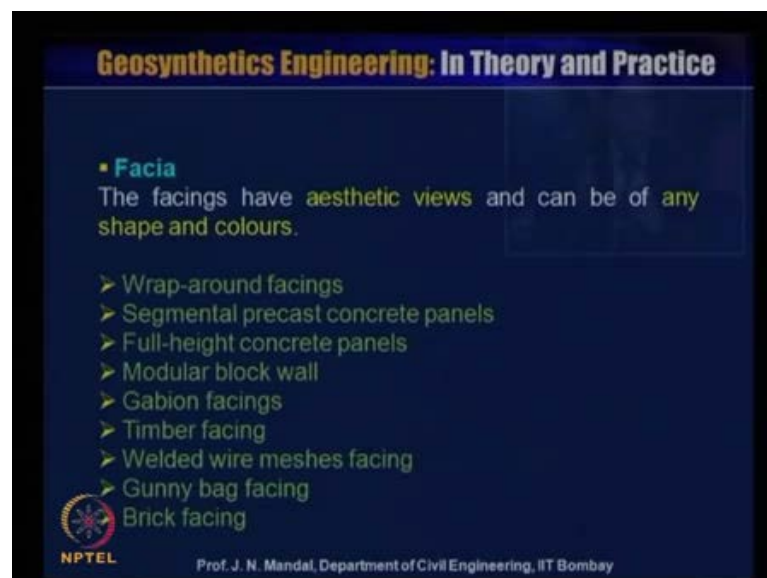 Geosynthetics Engineering: In Theory and Practice
▪ Facia
The facings have aesthetic views and can be of any
shape and colours.
➤ Wrap-around facings
➤ Segmental precast concrete panels
➤ Full-height concrete panels
➤ Modular block wall
➤ Gabion facings
➤ Timber facing
➤ Welded wire meshes facing
➤ Gunny bag facing
➤ Brick facing
NPTEL
Prof. J. N. Mandal, Department of Civil Engineering, IIT Bombay